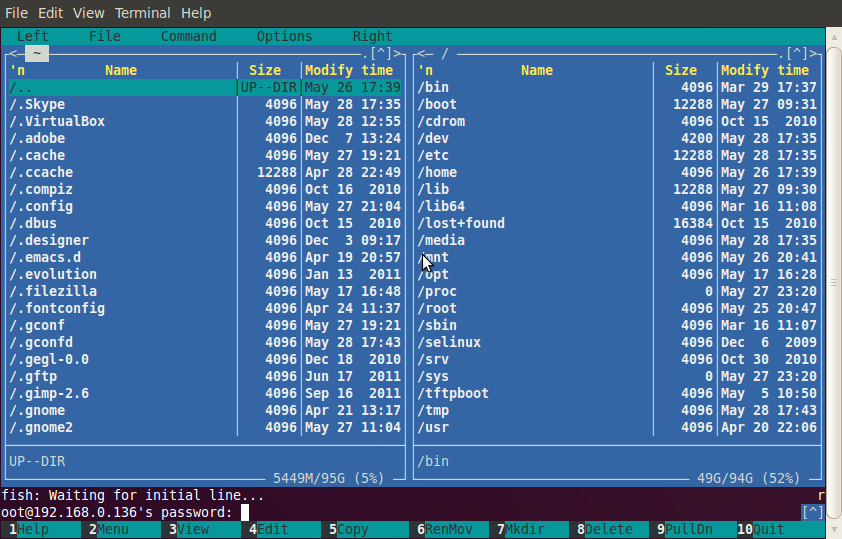 File Edit View Terminal Help
Left File Command Options Right
<─ ~ .[^]>
'n Name Size Modify time
/.. UP--DIR May 26 17:39
/.Skype 4096 May 28 17:35
/.VirtualBox 4096 May 28 12:55
/.adobe 4096 Dec 7 13:24
/.cache 4096 May 27 19:21
/.ccache 12288 Apr 28 22:49
/.compiz 4096 Oct 16 2010
/.config 4096 May 27 21:04
/.dbus 4096 Oct 15 2010
/.designer 4096 Dec 3 09:17
/.emacs.d 4096 Apr 19 20:57
/.evolution 4096 Jan 13 2011
/.filezilla 4096 May 17 16:48
/.fontconfig 4096 Apr 24 11:37
/.gconf 4096 May 27 19:21
/.gconfd 4096 May 28 17:43
/.gegl-0.0 4096 Dec 18 2010
/.gftp 4096 Jun 17 2011
/.gimp-2.6 4096 Sep 16 2011
/.gnome 4096 Apr 21 13:17
/.gnome2 4096 May 27 11:04
UP--DIR
5449M/95G (5%)
<─ / .[^]>
'n Name Size Modify time
/bin 4096 Mar 29 17:37
/boot 12288 May 27 09:31
/cdrom 4096 Oct 15 2010
/dev 4200 May 28 17:35
/etc 12288 May 28 17:35
/home 4096 May 26 17:39
/lib 12288 May 27 09:30
/lib64 4096 Mar 16 11:08
/lost+found 16384 Oct 15 2010
/media 4096 May 28 17:35
/mnt 4096 May 26 20:41
/opt 4096 May 17 16:28
/proc 0 May 27 23:20
/root 4096 May 25 20:47
/sbin 4096 Mar 16 11:07
/selinux 4096 Dec 6 2009
/srv 4096 Oct 30 2010
/sys 0 May 27 23:20
/tftpboot 4096 May 5 10:50
/tmp 4096 May 28 17:43
/usr 4096 Apr 20 22:06
/bin
49G/94G (52%)
fish: Waiting for initial line... r
oot@192.168.0.136's password: [^]
1Help 2Menu 3View 4Edit 5Copy 6RenMov 7Mkdir 8Delete 9PullDn 10Quit